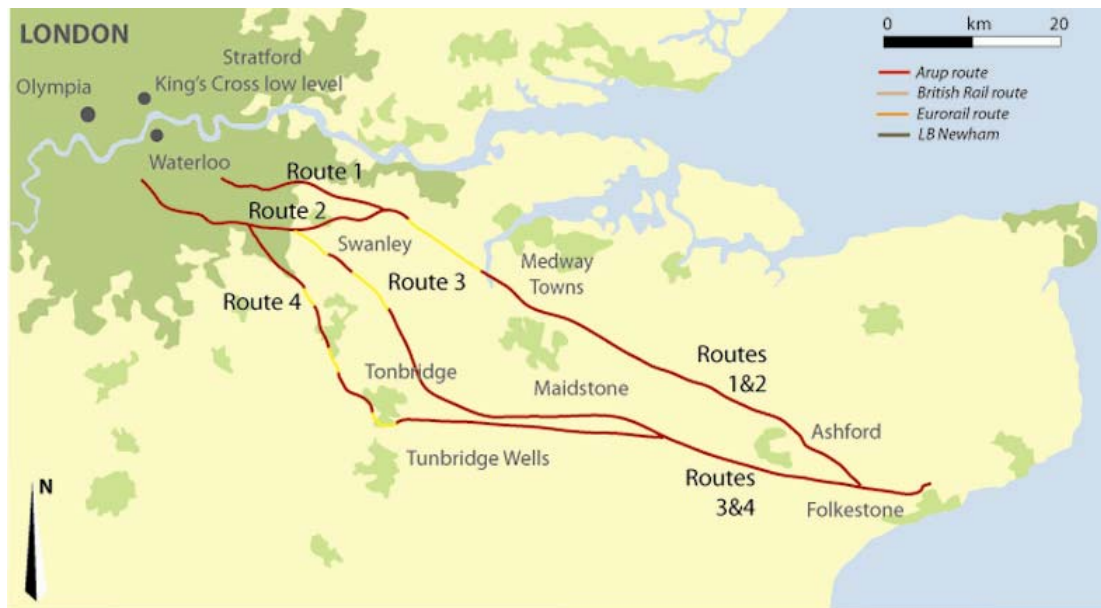 LONDON
0 km 20
Arup route
British Rail route
Eurorail route
LB Newham
Stratford
Olympia
King's Cross low level
Waterloo
Route 1
Route 2
Swanley
Route 3
Medway
Towns
Route 4
Tonbridge
Maidstone
Routes
1&2
Ashford
Tunbridge Wells
Routes
3&4
Folkestone
N